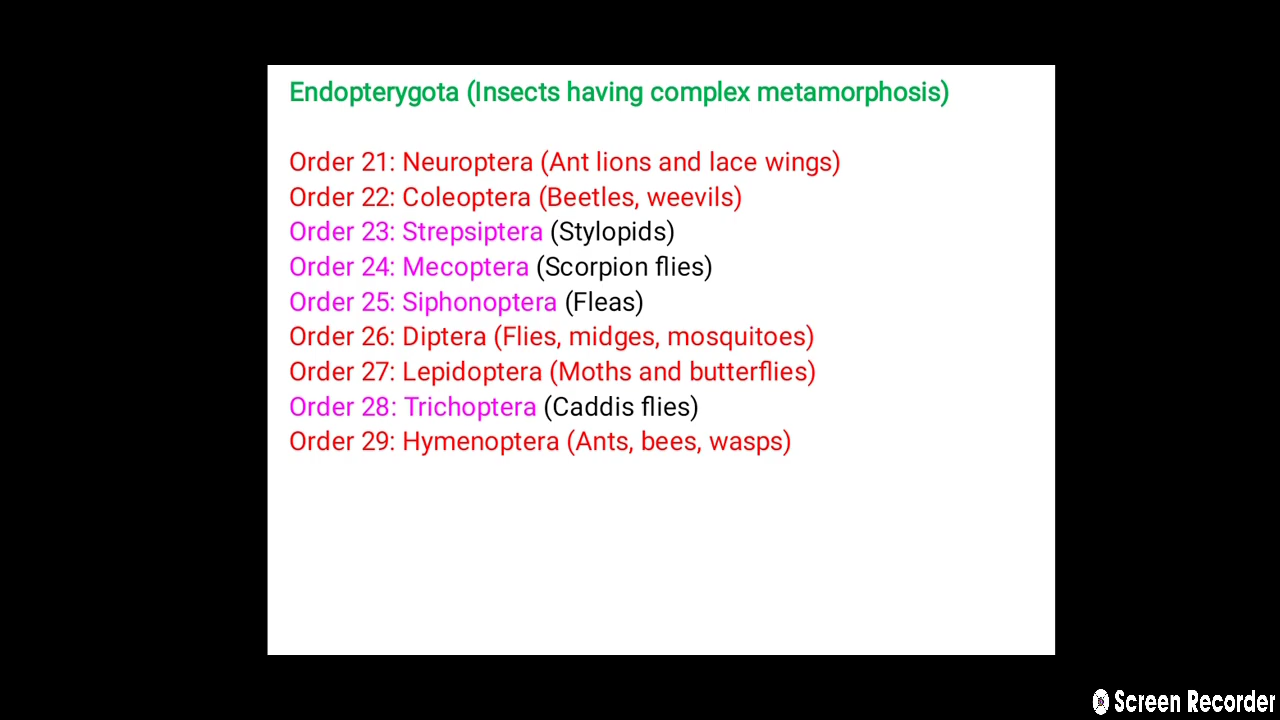 Endopterygota (Insects having complex metamorphosis)
Order 21: Neuroptera (Ant lions and lace wings)
Order 22: Coleoptera (Beetles, weevils)
Order 23: Strepsiptera (Stylopids)
Order 24: Mecoptera (Scorpion flies)
Order 25: Siphonoptera (Fleas)
Order 26: Diptera (Flies, midges, mosquitoes)
Order 27: Lepidoptera (Moths and butterflies)
Order 28: Trichoptera (Caddis flies)
Order 29: Hymenoptera (Ants, bees, wasps)
Screen Recorder